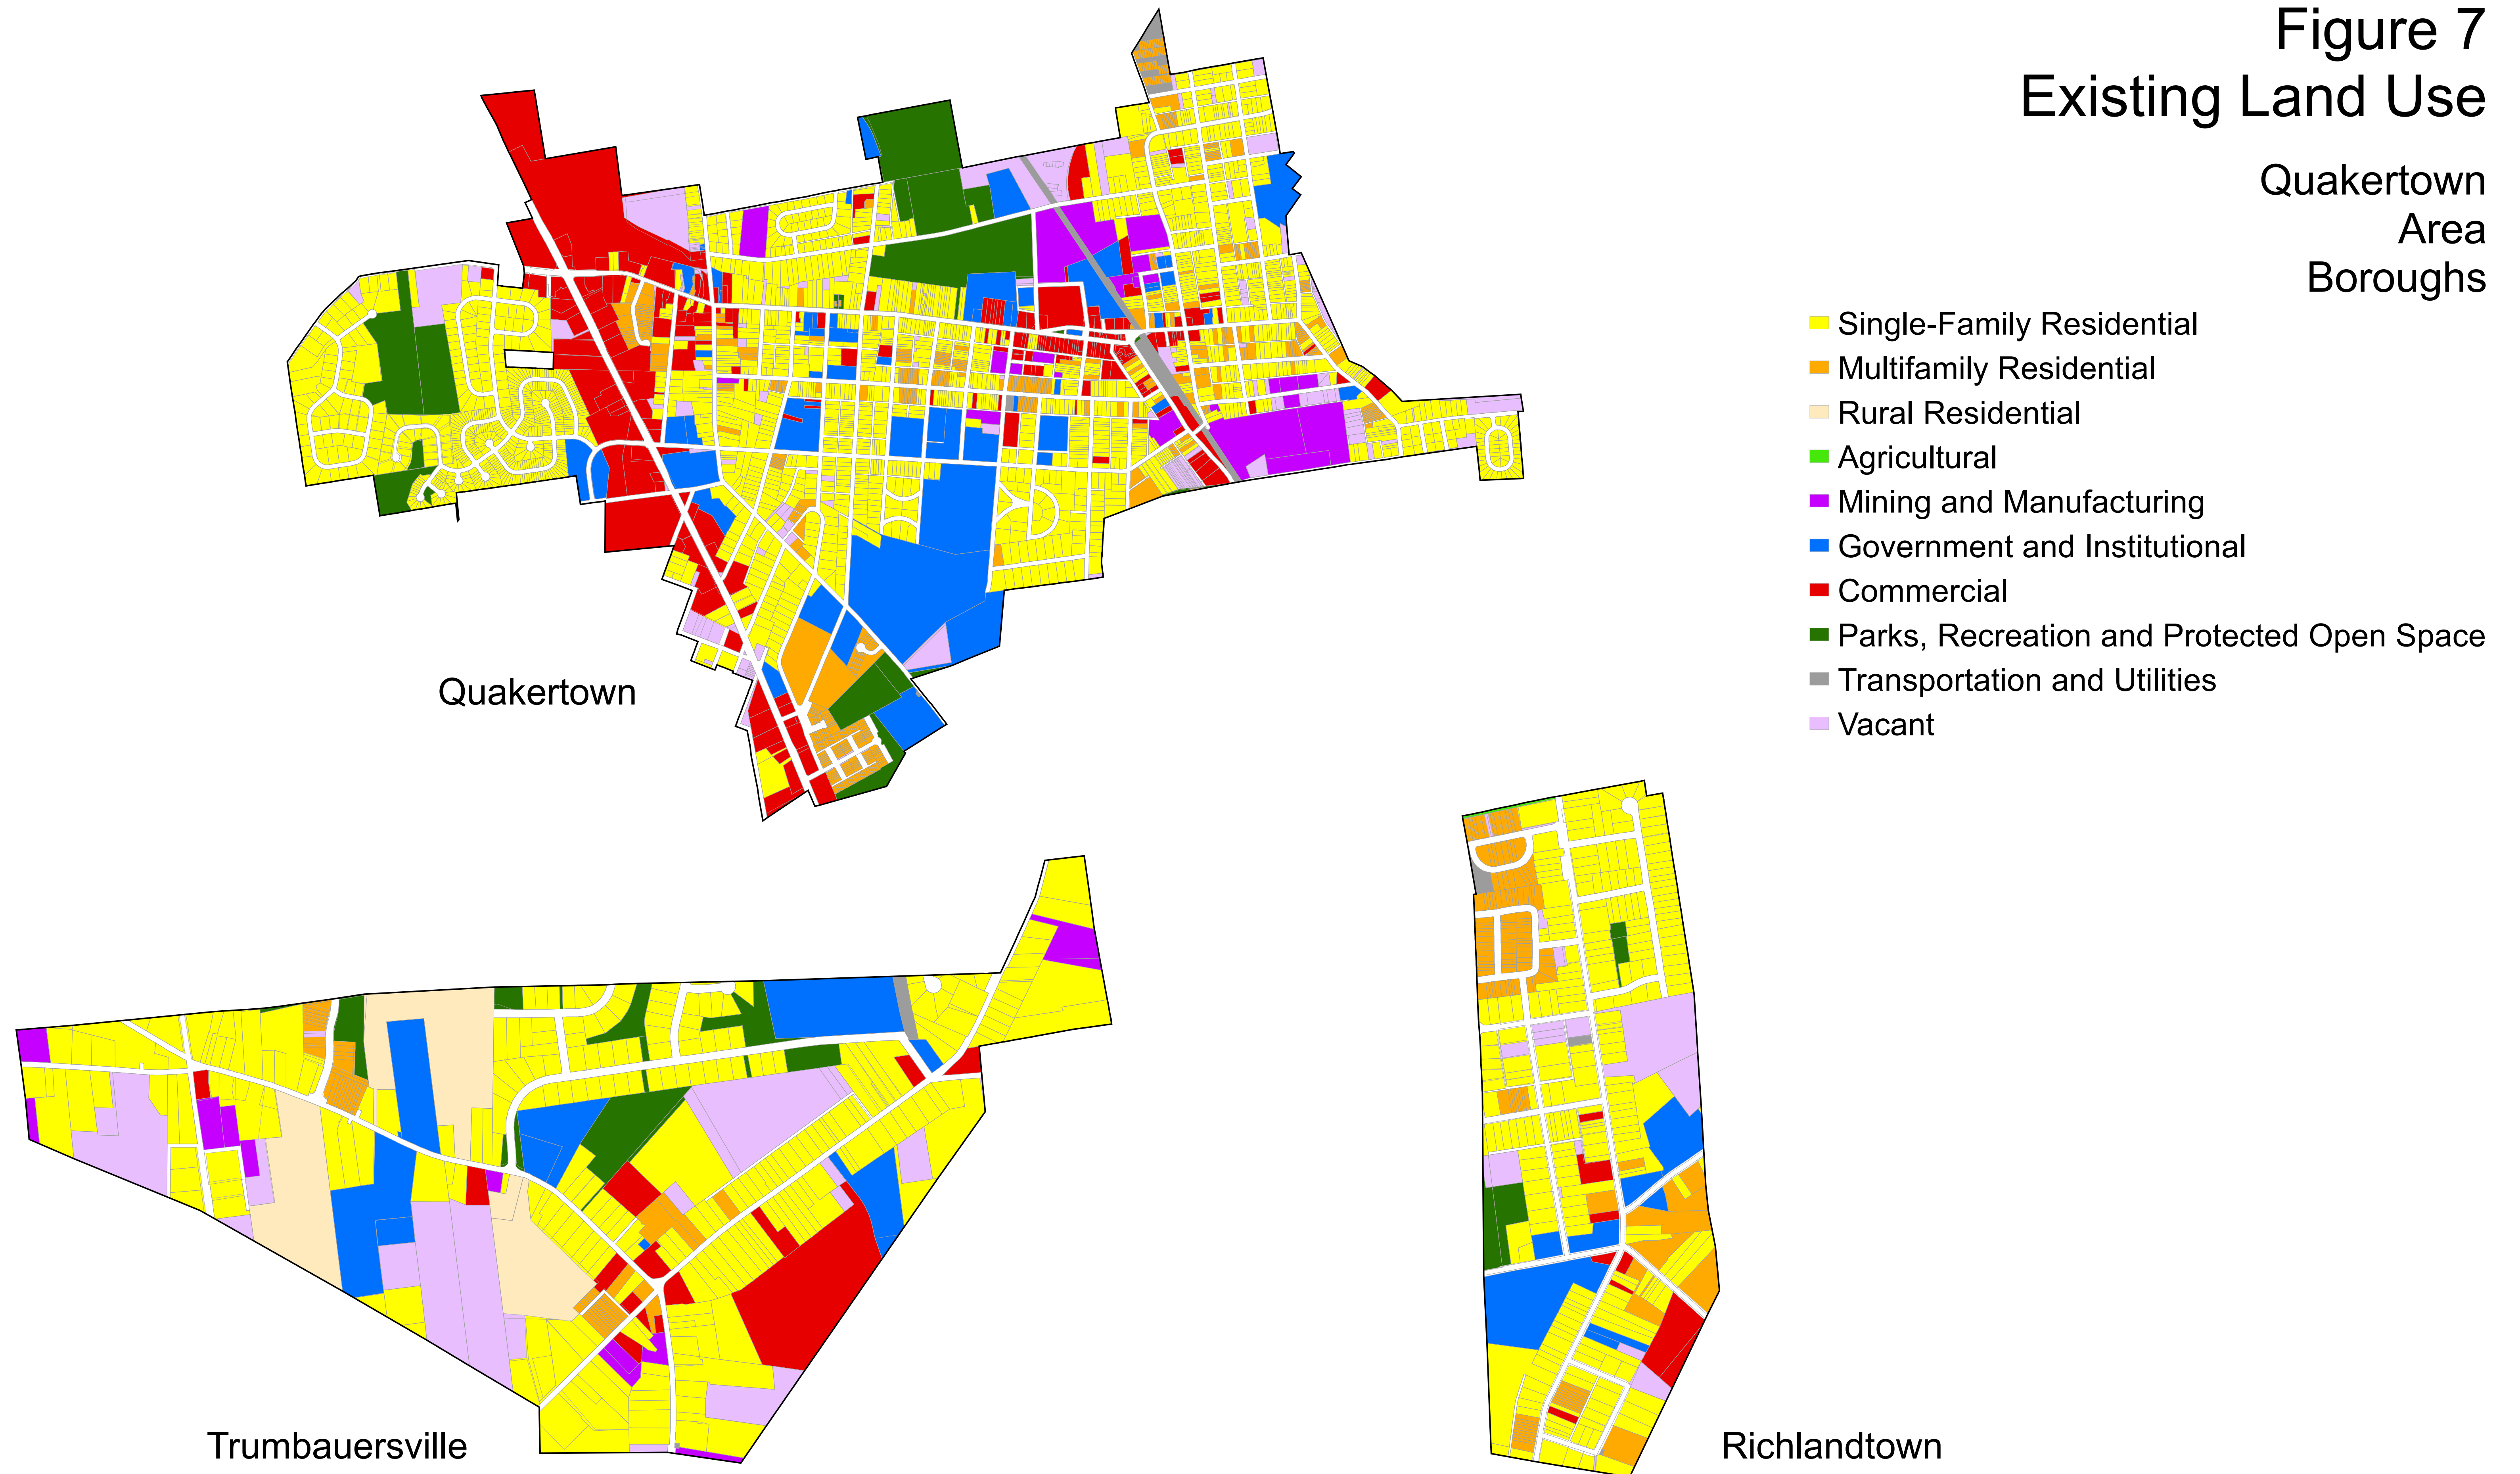 Figure 7
Existing Land Use
Quakertown
Area
Boroughs
Single-Family Residential
Multifamily Residential
Rural Residential
Agricultural
Mining and Manufacturing
Government and Institutional
Commercial
Parks, Recreation and Protected Open Space
Transportation and Utilities
Vacant
Quakertown
Trumbauersville
Richlandtown